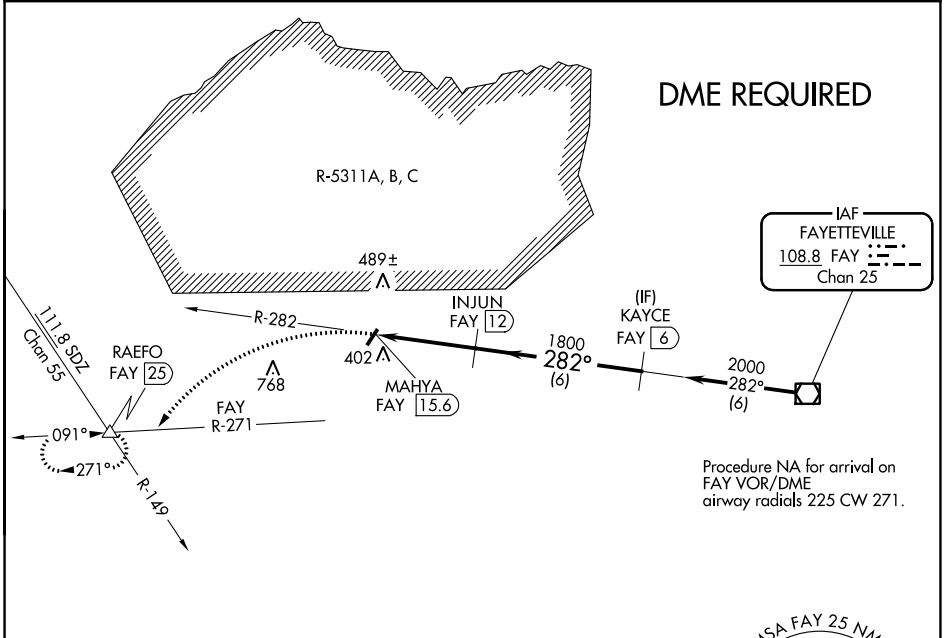 DME REQUIRED
R-5311A, B, C
IAF
FAYETTEVILLE
108.8 FAY
Chan 25
489±
INJUN
FAY 12
(IF)
KAYCE
FAY 6
R-282
111.8 SDZ
Chan 55
RAEFO
FAY 25
402
768
MAHYA
FAY 15.6
1800
282°
(6)
2000
282°
(6)
FAY
R-271
091°
271°
R-149
Procedure NA for arrival on
FAY VOR/DME
airway radials 225 CW 271.
MSA FAY 25 NM